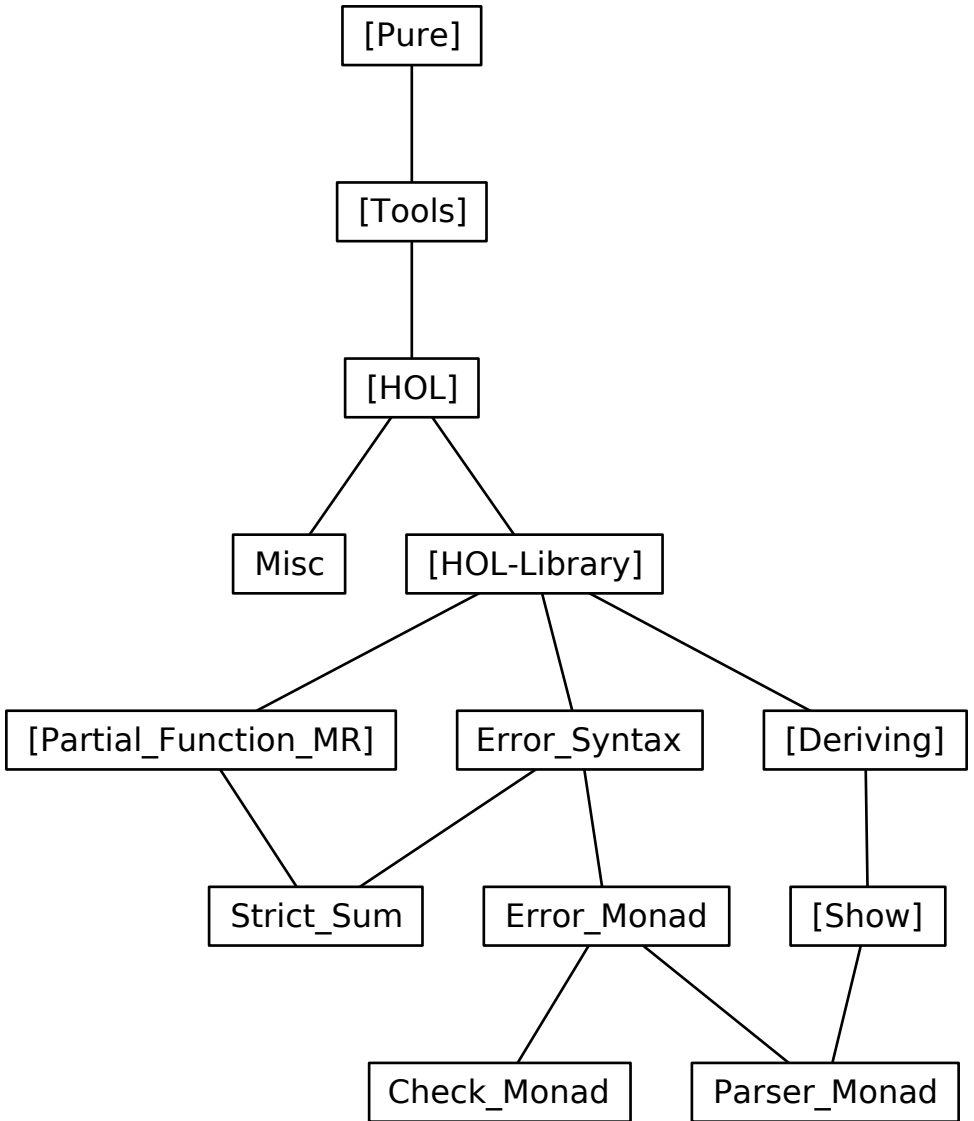 [Pure]
[Tools]
[HOL]
Misc
[HOL-Library]
[Partial_Function_MR]
Error_Syntax
[Deriving]
Strict_Sum
Error_Monad
[Show]
Check_Monad
Parser_Monad